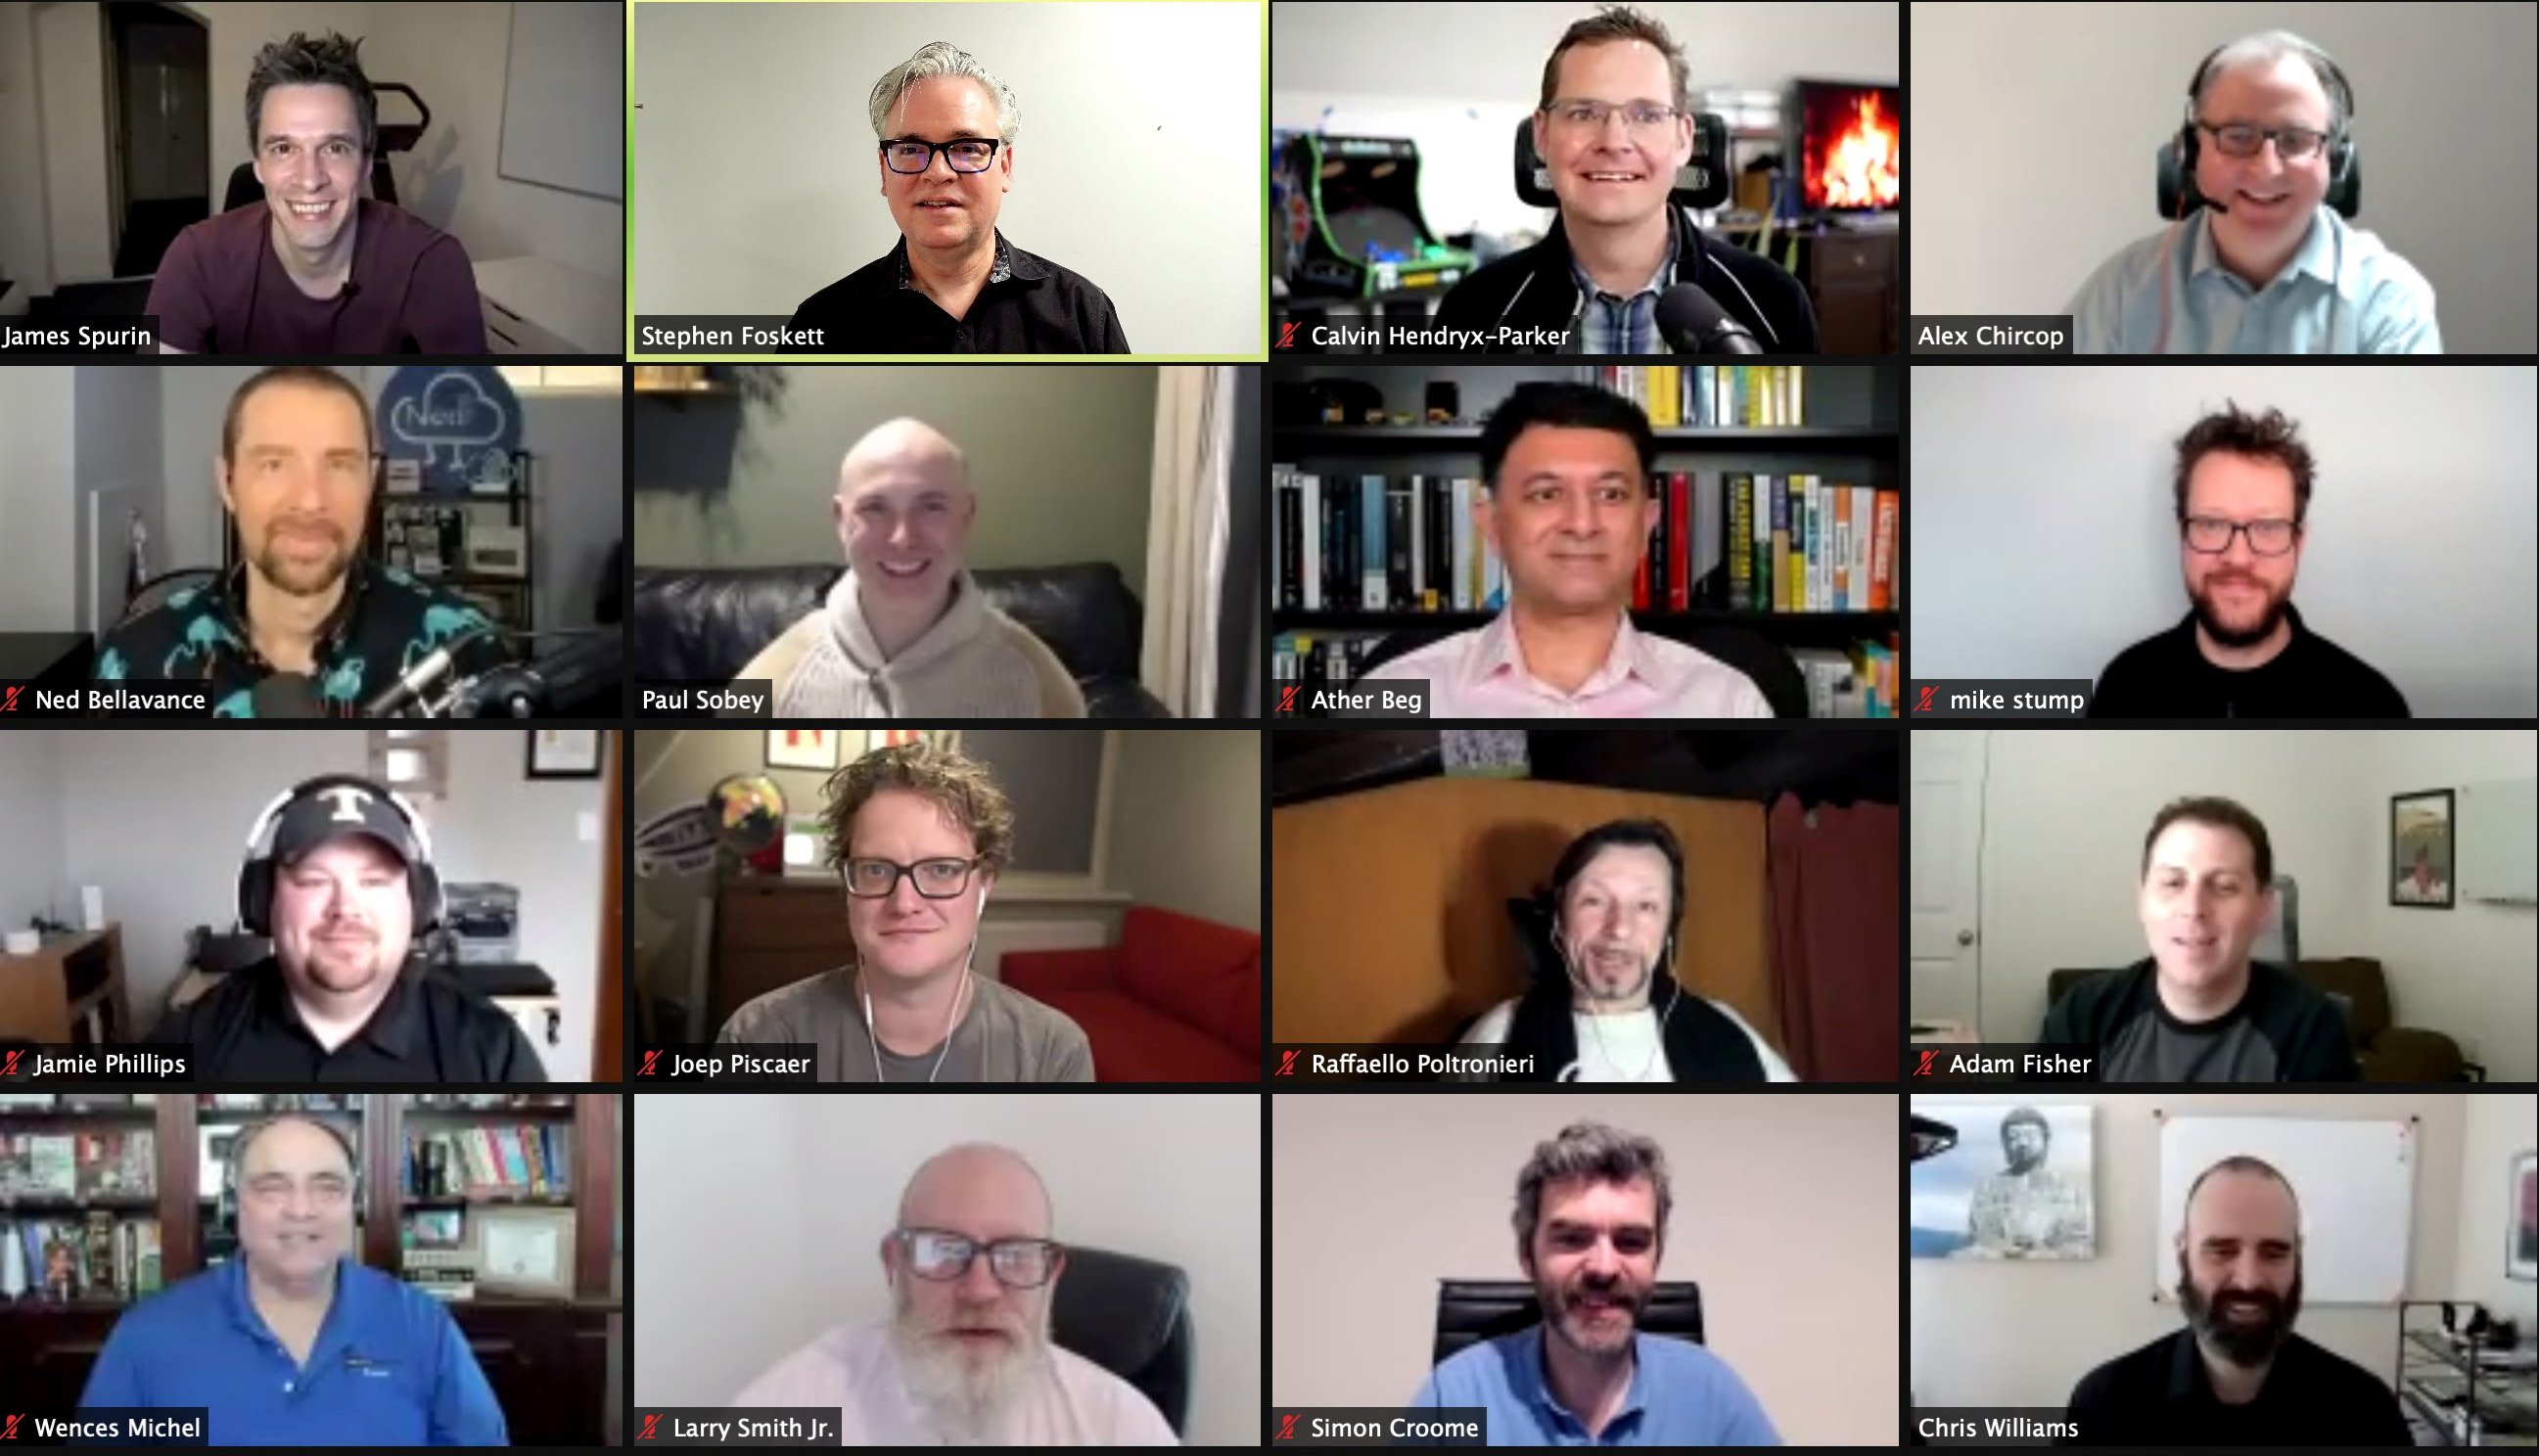 James Spurin
Stephen Foskett
Calvin Hendryx-Parker
Alex Chircop
Ned
Ned Bellavance
Paul Sobey
Ather Beg
mike stump
T
Jamie Phillips
Joep Piscaer
Raffaello Poltronieri
Adam Fisher
Wences Michel
Larry Smith Jr.
Simon Croome
Chris Williams